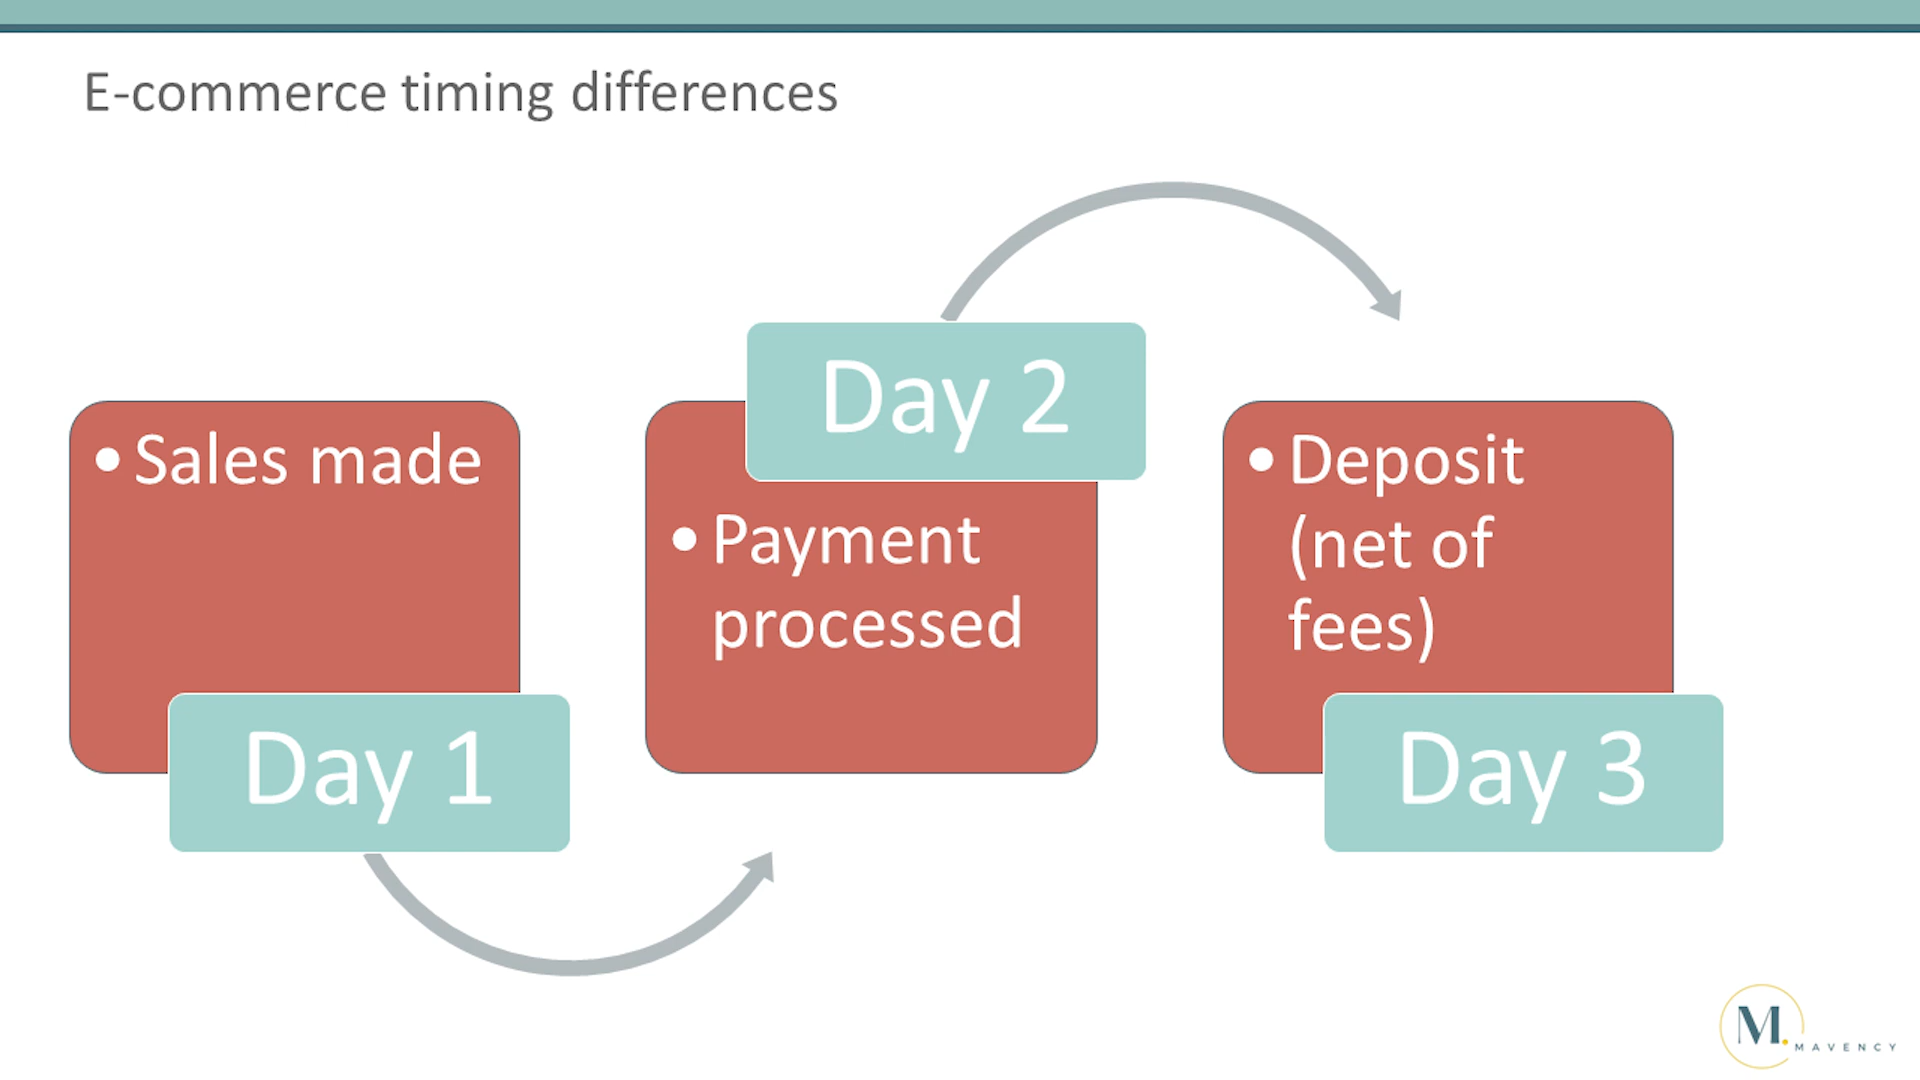 E-commerce timing differences
• Sales made
Day 1
Day 2
• Payment
processed
• Deposit
(net of
fees)
Day 3
M.
MAVENCY